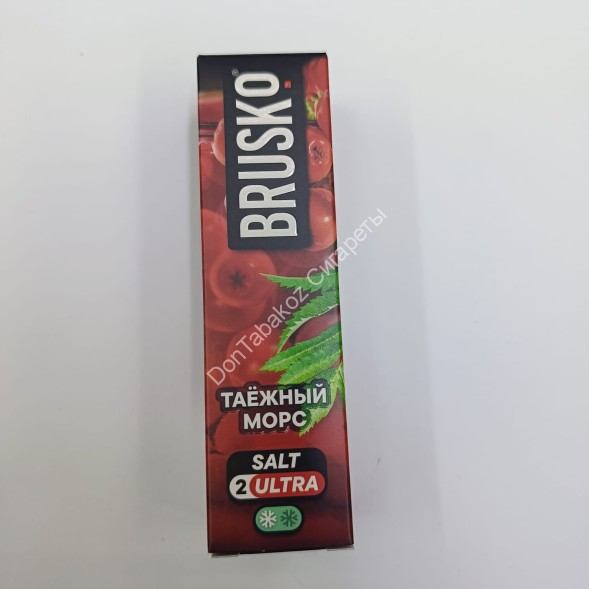 BRUSKO®
ТАЁЖНЫЙ
МОРС
SALT
2 ULTRA
DonTabakoz Сигареты